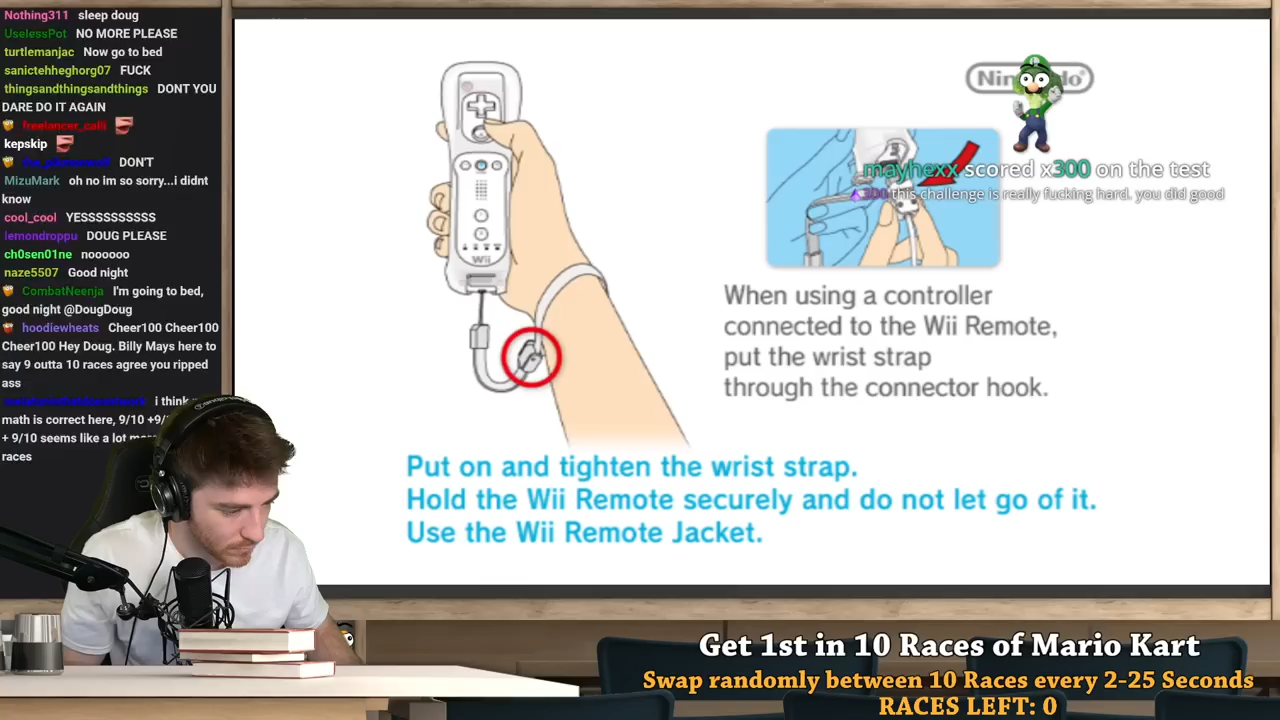 Nothing311 sleep doug
UselessPot NO MORE PLEASE
turtlemanjac Now go to bed
sanictehheghorg07 FUCK
thingsandthingsandthings DONT YOU
DARE DO IT AGAIN
freelancer_calli
kepskip
DON'T
MizuMark oh no im so sorry...i didnt
know
cool_cool YESSSSSSSSSS
lemondroppu DOUG PLEASE
ch0sen01ne noooooo
naze5507 Good night
CombatNeenja I'm going to bed,
good night @DougDoug
hoodiewheats Cheer100 Cheer100
Cheer100 Hey Doug. Billy Mays here to
say 9 outta 10 races agree you ripped
ass
i think
math is correct here, 9/10 +9/
+ 9/10 seems like a lot
races
Wii
Nintendo®
mayhexx scored x300 on the test
300 this challenge is really fucking hard. you did good
When using a controller
connected to the Wii Remote,
put the wrist strap
through the connector hook.
Put on and tighten the wrist strap.
Hold the Wii Remote securely and do not let go of it.
Use the Wii Remote Jacket.
Get 1st in 10 Races of Mario Kart
Swap randomly between 10 Races every 2-25 Seconds
RACES LEFT: 0